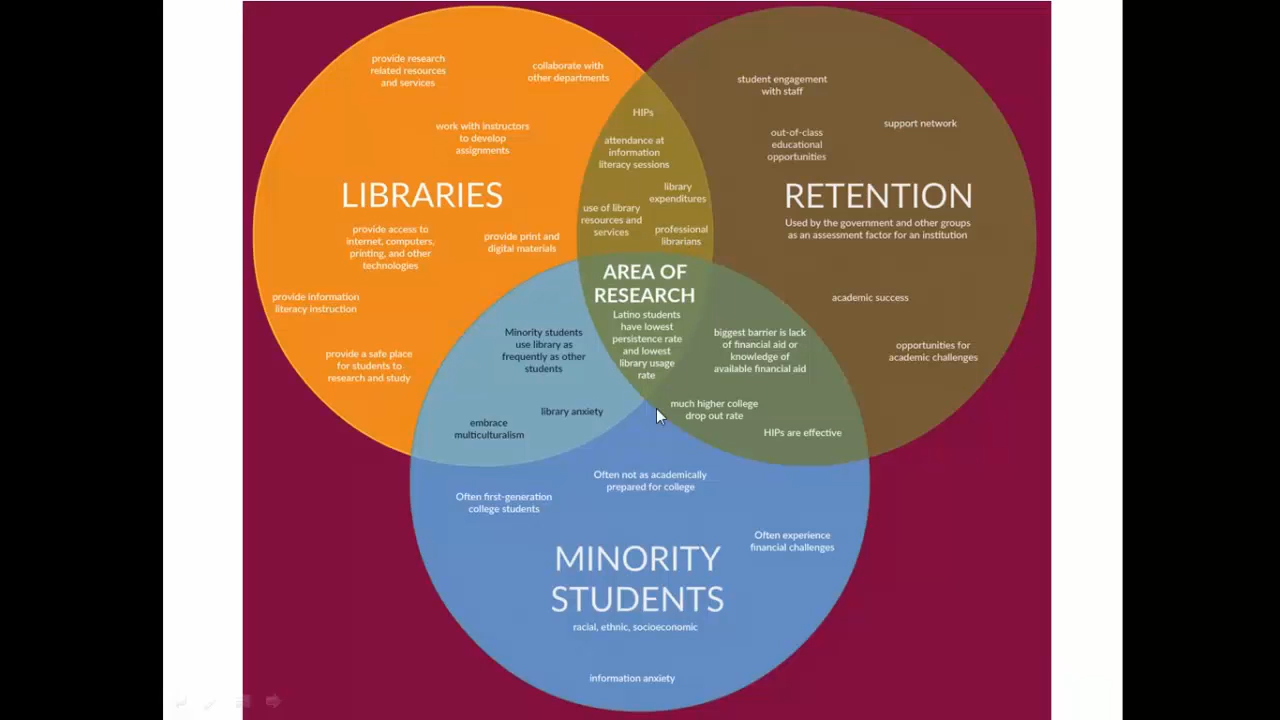 provide research
related resources
and services
collaborate with
other departments
work with instructors
to develop
assignments
LIBRARIES
provide access to
internet, computers,
printing, and other
technologies
provide print and
digital materials
provide information
literacy instruction
provide a safe place
for students to
research and study
HIPs
attendance at
information
literacy sessions
library
expenditures
use of library
resources and
services
professional
librarians
student engagement
with staff
support network
out-of-class
educational
opportunities
RETENTION
Used by the government and other groups
as an assessment factor for an institution
academic success
opportunities for
academic challenges
AREA OF
RESEARCH
Latino students
have lowest
persistence rate
and lowest
library usage
rate
Minority students
use library as
frequently as other
students
library anxiety
embrace
multiculturalism
biggest barrier is lack
of financial aid or
knowledge of
available financial aid
much higher college
drop out rate
HIPs are effective
Often not as academically
prepared for college
Often first-generation
college students
Often experience
financial challenges
MINORITY
STUDENTS
racial, ethnic, socioeconomic
information anxiety